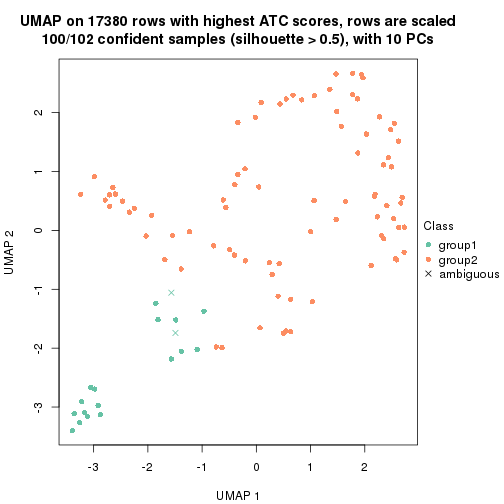 UMAP on 17380 rows with highest ATC scores, rows are scaled
100/102 confident samples (silhouette > 0.5), with 10 PCs
2
1
0
-1
-2
-3
UMAP 2
-3
-2
-1
0
1
2
UMAP 1
Class
group1
group2
ambiguous